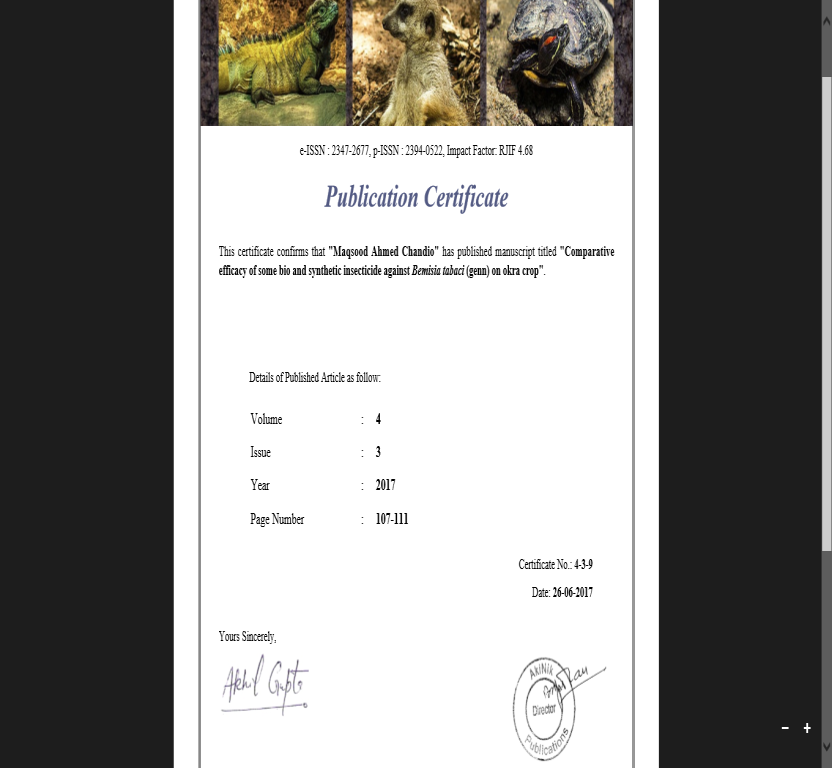 e-ISSN : 2347-2677, p-ISSN : 2394-0522, Impact Factor: RJIF 4.68
Publication Certificate
This certificate confirms that "Maqsood Ahmed Chandio" has published manuscript titled "Comparative
efficacy of some bio and synthetic insecticide against Bemisia tabaci (genn) on okra crop".
Details of Published Article as follow:
Volume : 4
Issue : 3
Year : 2017
Page Number : 107-111
Certificate No.: 4-3-9
Date: 26-06-2017
Yours Sincerely,
Akhil Gupta
AkiNik
Director
Publications